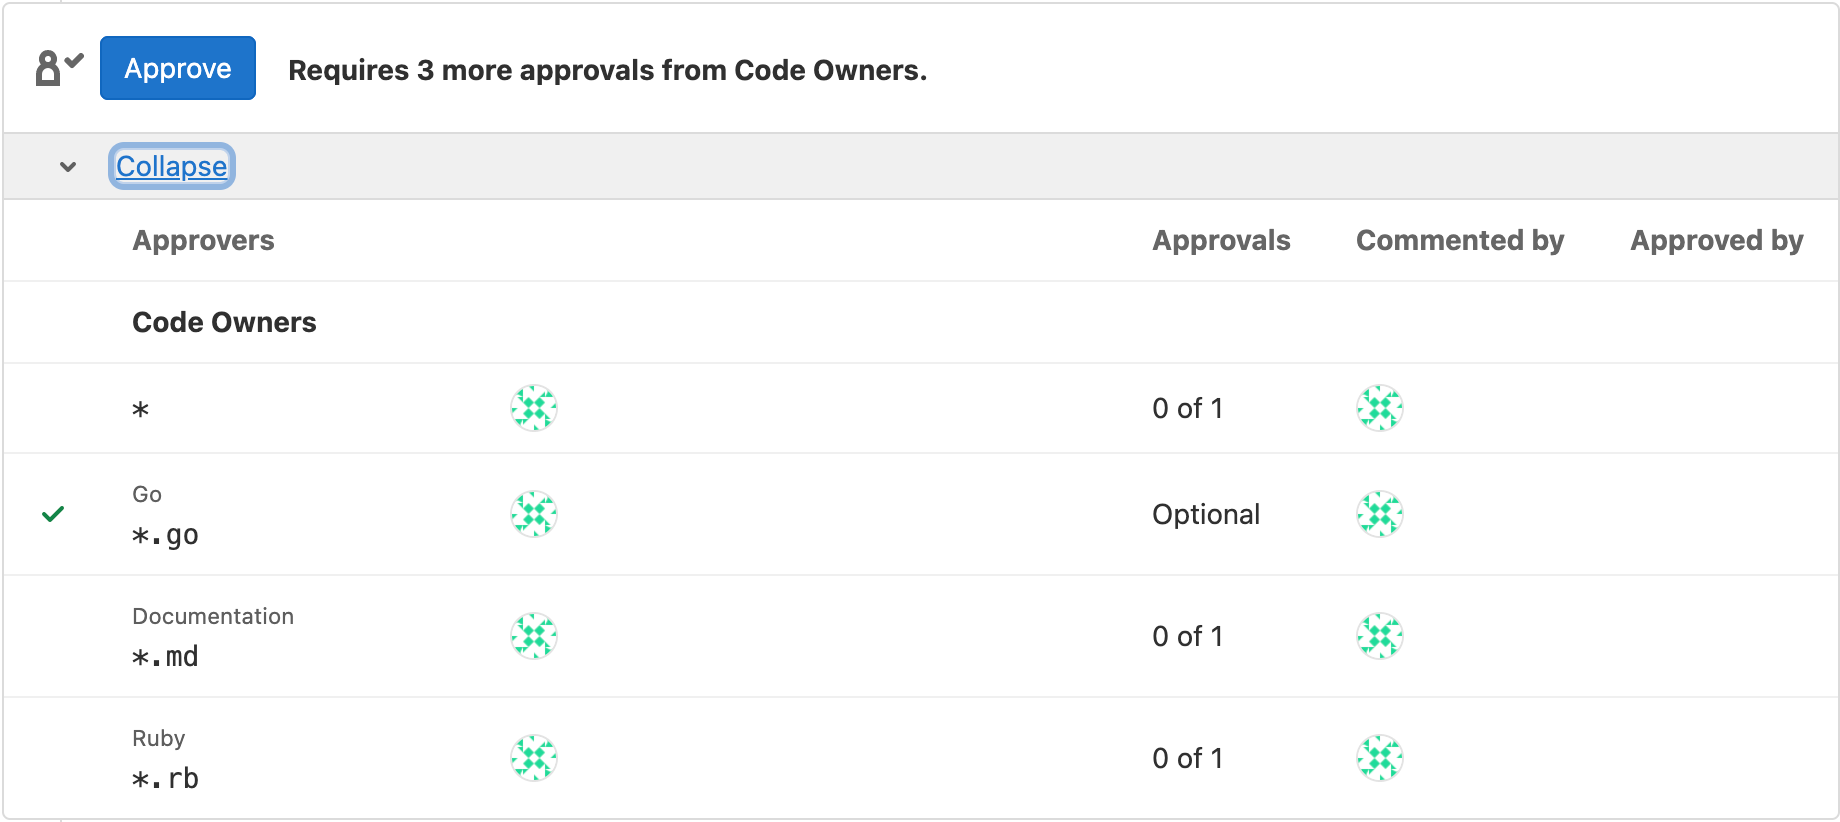 Approve Requires 3 more approvals from Code Owners.
Collapse
Approvers Approvals Commented by Approved by
Code Owners
* 0 of 1
Go
*.go Optional
Documentation
*.md 0 of 1
Ruby
*.rb 0 of 1